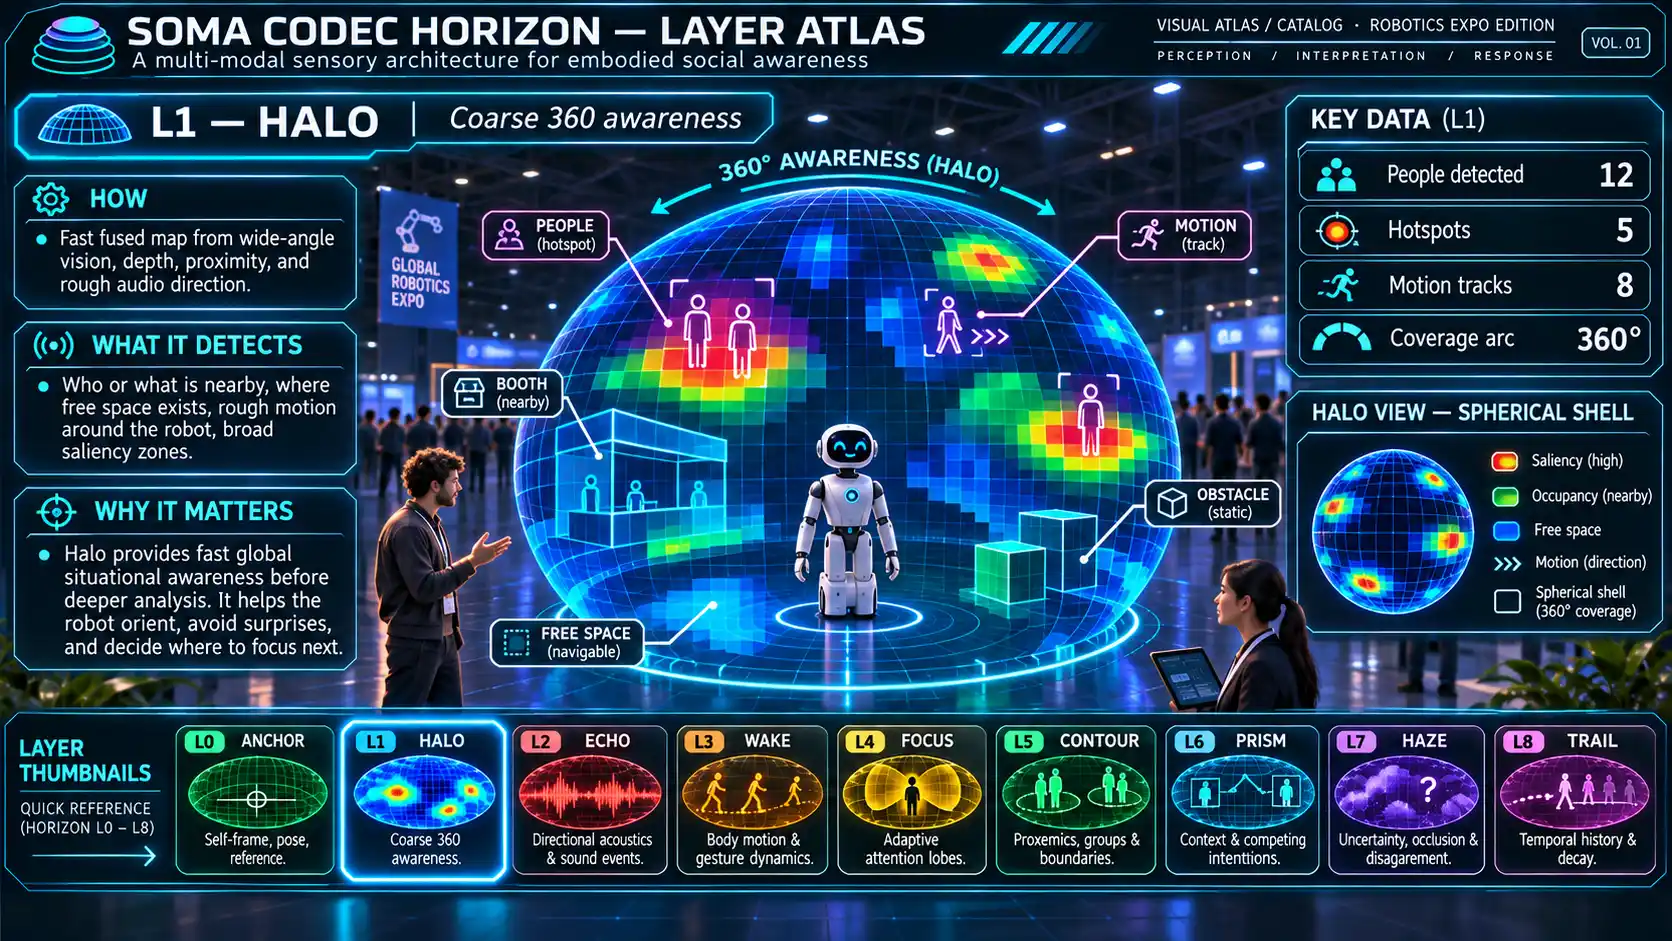 SOMA CODEC HORIZON — LAYER ATLAS
A multi-modal sensory architecture for embodied social awareness
VISUAL ATLAS / CATALOG · ROBOTICS EXPO EDITION
PERCEPTION / INTERPRETATION / RESPONSE
VOL. 01
L1 — HALO
Coarse 360 awareness
HOW
Fast fused map from wide-angle
vision, depth, proximity, and
rough audio direction.
WHAT IT DETECTS
Who or what is nearby, where
free space exists, rough motion
around the robot, broad
saliency zones.
WHY IT MATTERS
Halo provides fast global
situational awareness before
deeper analysis. It helps the
robot orient, avoid surprises,
and decide where to focus next.
GLOBAL
ROBOTICS
EXPO
360° AWARENESS (HALO)
PEOPLE
(hotspot)
MOTION
(track)
BOOTH
(nearby)
OBSTACLE
(static)
FREE SPACE
(navigable)
KEY DATA (L1)
People detected 12
Hotspots 5
Motion tracks 8
Coverage arc 360°
HALO VIEW — SPHERICAL SHELL
Saliency (high)
Occupancy (nearby)
Free space
Motion (direction)
Spherical shell
(360° coverage)
LAYER
THUMBNAILS
QUICK REFERENCE
(HORIZON L0 – L8)
L0 ANCHOR
Self-frame, pose,
reference.
L1 HALO
Coarse 360
awareness.
L2 ECHO
Directional acoustics
& sound events.
L3 WAKE
Body motion &
gesture dynamics.
L4 FOCUS
Adaptive
attention lobes.
L5 CONTOUR
Proxemics, groups &
boundaries.
L6 PRISM
Context & competing
intentions.
L7 HAZE
?
Uncertainty, occlusion &
disagarement.
L8 TRAIL
Temporal history &
decay.